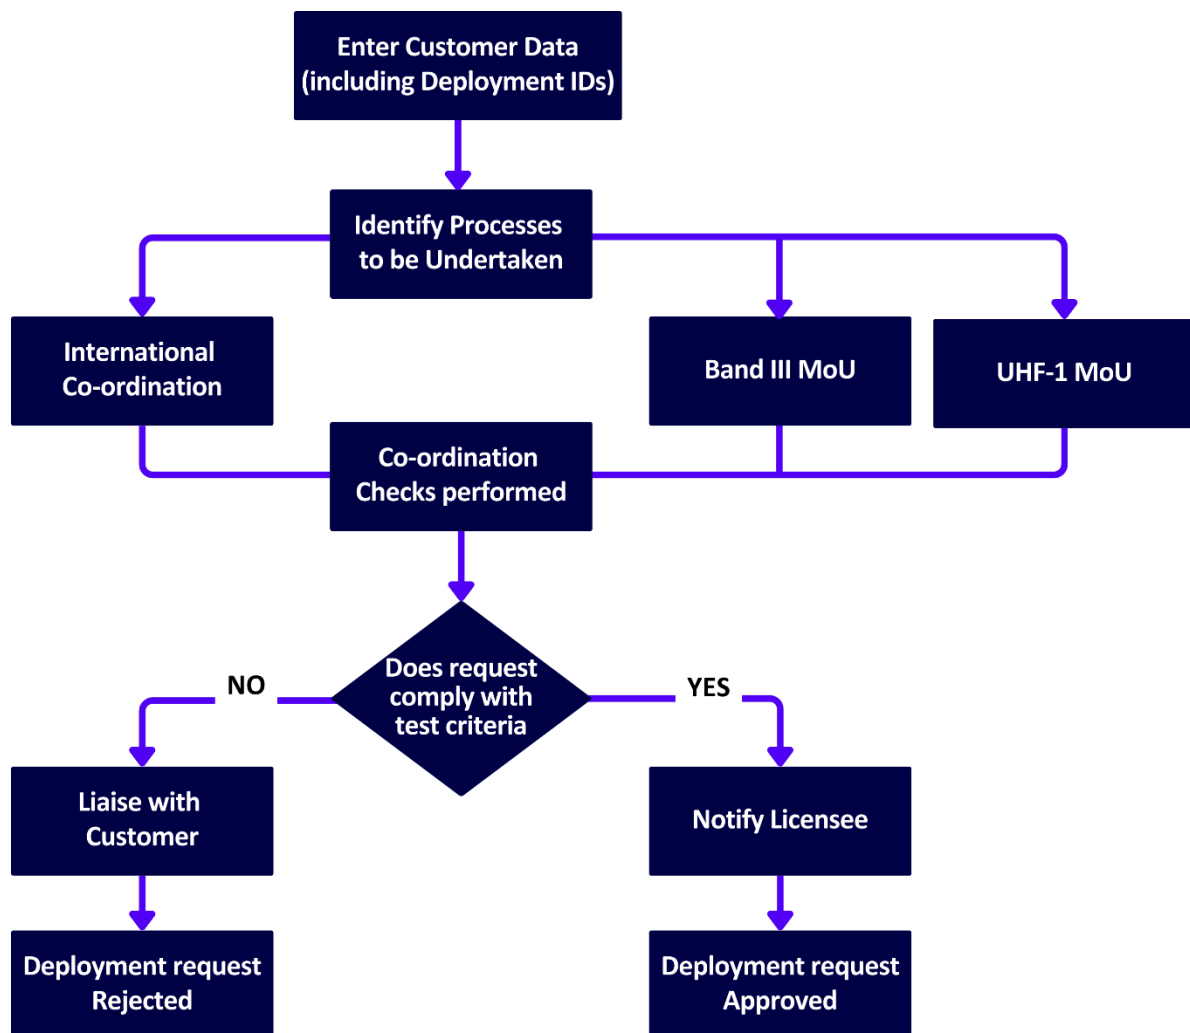 Enter Customer Data
(including Deployment IDs)
Identify Processes
to be Undertaken
International
Co-ordination
Band III MoU
UHF-1 MoU
Co-ordination
Checks performed
Does request
comply with
test criteria
NO
YES
Liaise with
Customer
Notify Licensee
Deployment request
Rejected
Deployment request
Approved